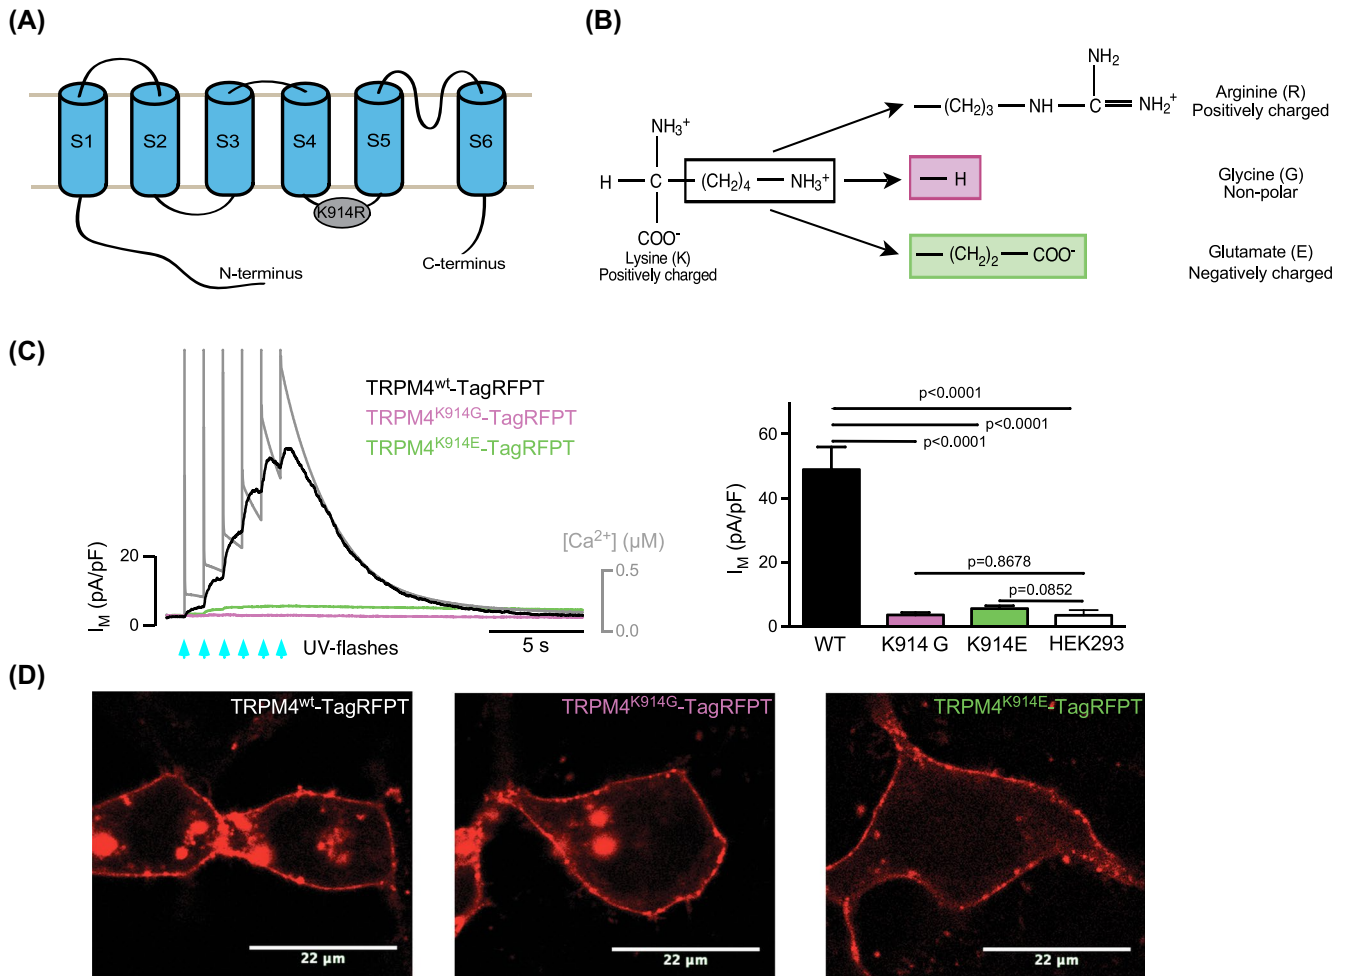 (A)
S1
S2
S3
S4
S5
S6
K914R
N-terminus
C-terminus
(B)
NH₃⁺
H
C
(CH₂)₄
NH₃⁺
COO⁻
Lysine (K)
Positively charged
NH₂
(CH₂)₃
NH
C
NH₂⁺
Arginine (R)
Positively charged
H
Glycine (G)
Non-polar
(CH₂)₂
COO⁻
Glutamate (E)
Negatively charged
(C)
TRPM4ʷᵗ-TagRFPT
TRPM4ᴷ⁹¹⁴ᴳ-TagRFPT
TRPM4ᴷ⁹¹⁴ᴱ-TagRFPT
I_M (pA/pF)
20
0
[Ca²⁺] (µM)
0.5
0.0
UV-flashes
5 s
I_M (pA/pF)
60
40
20
0
p<0.0001
p<0.0001
p<0.0001
p=0.8678
p=0.0852
WT
K914 G
K914E
HEK293
(D)
TRPM4ʷᵗ-TagRFPT
22 µm
TRPM4ᴷ⁹¹⁴ᴳ-TagRFPT
22 µm
TRPM4ᴷ⁹¹⁴ᴱ-TagRFPT
22 µm